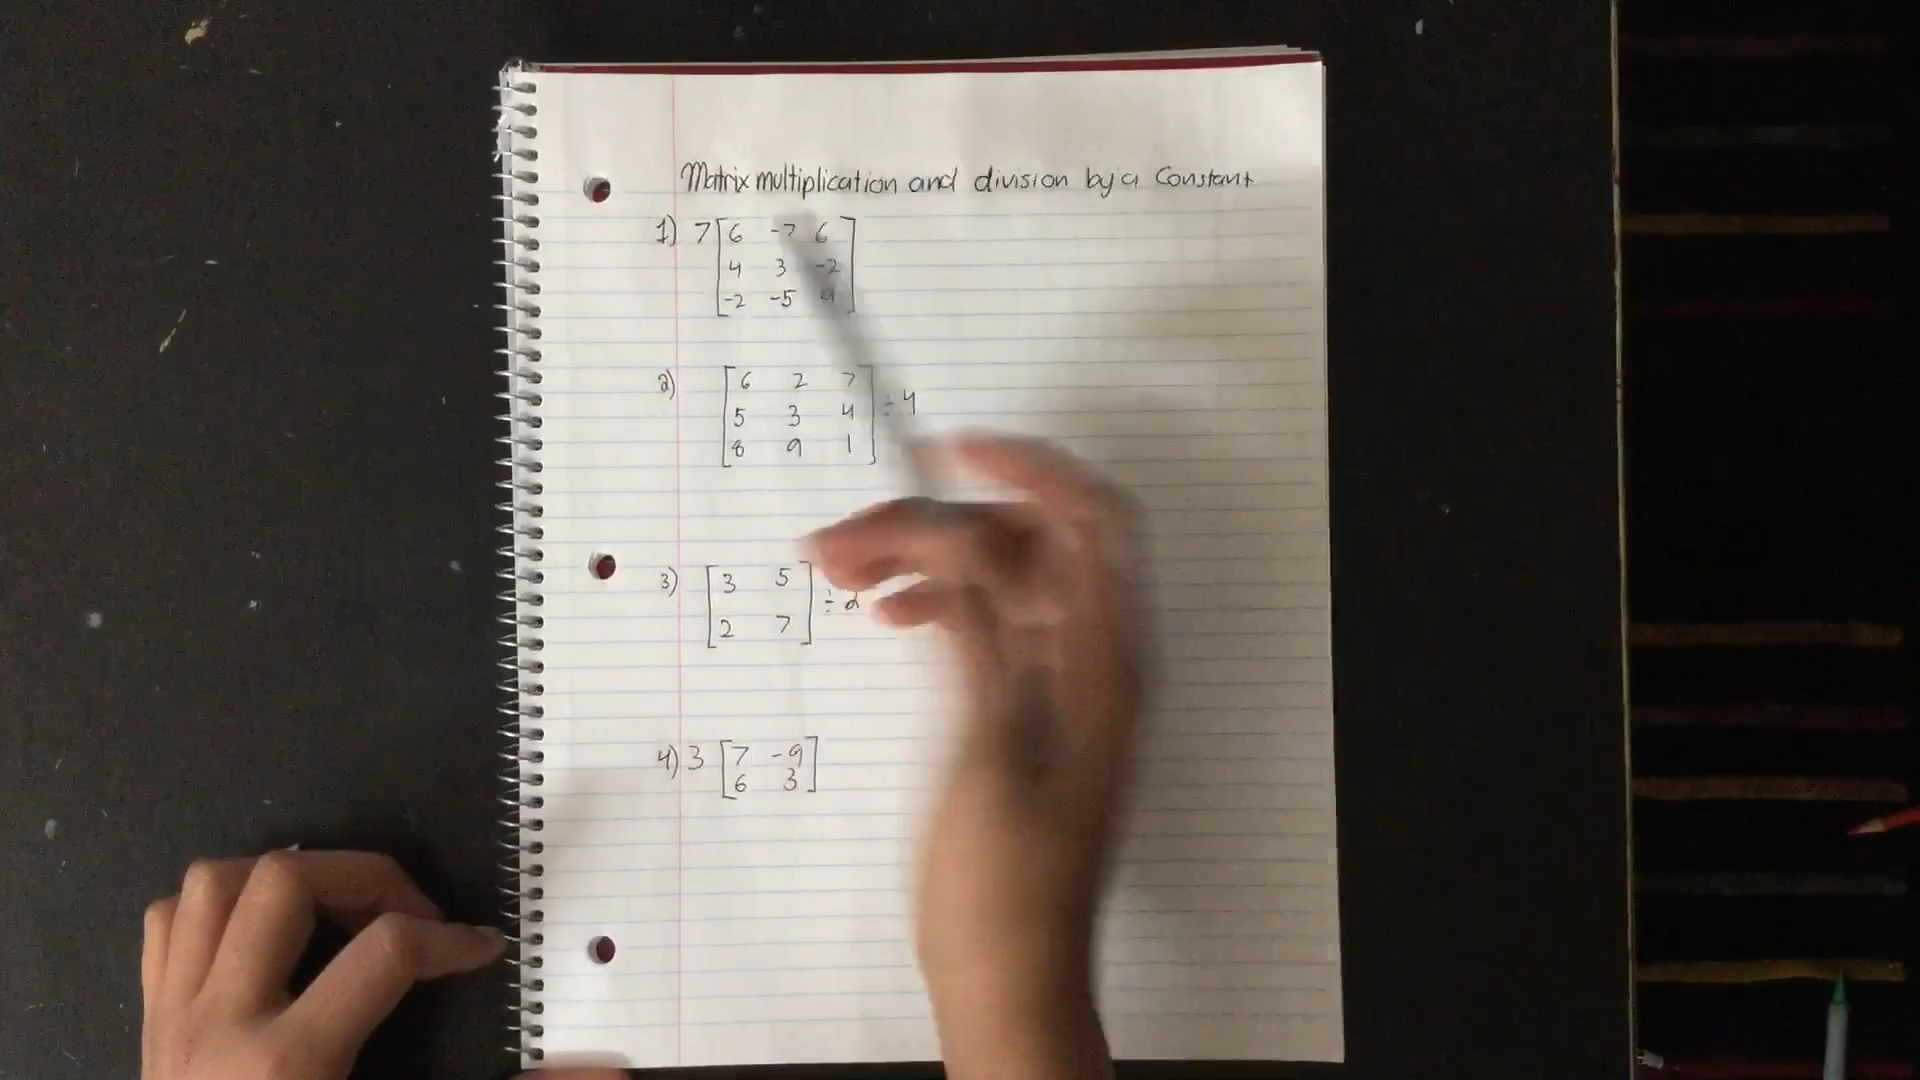 Matrix multiplication and division by a Constant
1) 7 [ 6 -7 6 ]
4 3 -2
-2 -5
2) [ 6 2 7 ]
5 3 4 ÷ 4
8 9 1
3) [ 3 5 ] ÷ 2
2 7
4) 3 [ 7 -9 ]
6 3